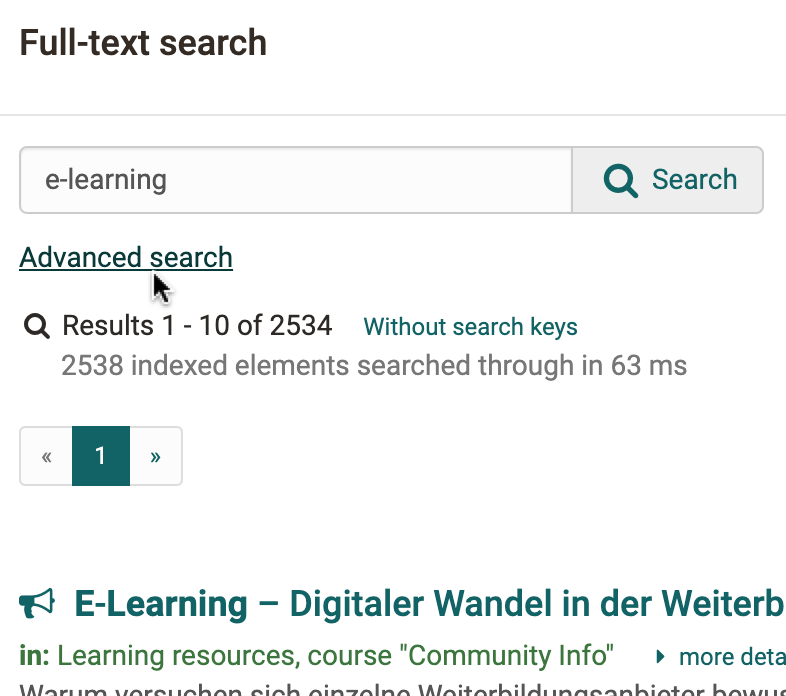 Full-text search
e-learning
Search
Advanced search
Results 1 - 10 of 2534 Without search keys
2538 indexed elements searched through in 63 ms
« 1 »
E-Learning – Digitaler Wandel in der Weiterb
in: Learning resources, course "Community Info" more deta
Warum versuchen sich einzelne Weiterbildungsanbieter bewus